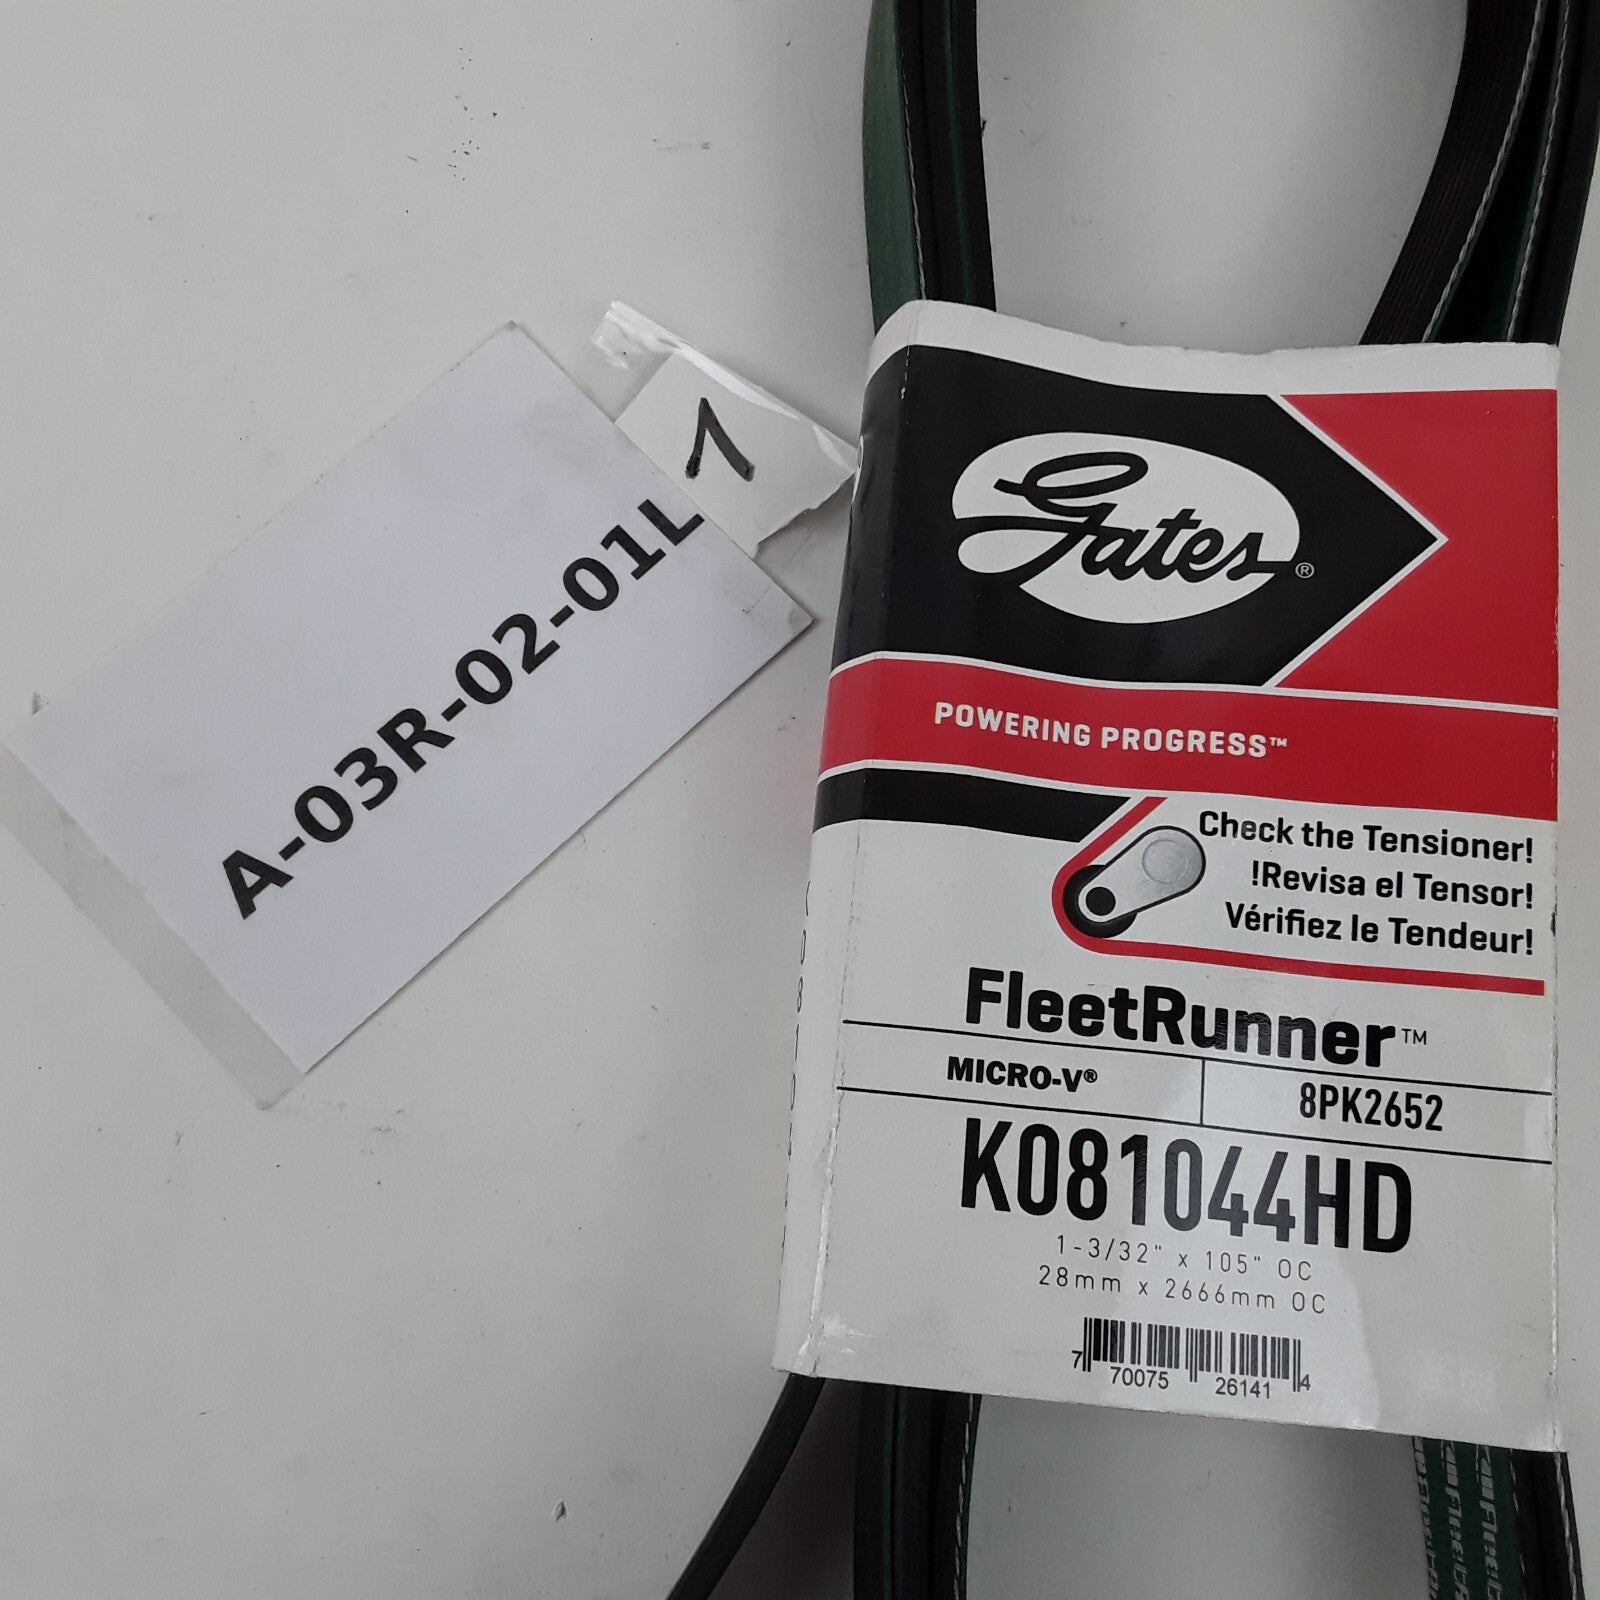 A-03R-02-01L
1
Gates®
POWERING PROGRESS™
Check the Tensioner!
!Revisa el Tensor!
Vérifiez le Tendeur!
FleetRunner™
MICRO-V®
8PK2652
K081044HD
1-3/32" x 105" OC
28mm x 2666mm OC
7 70075 26141 4